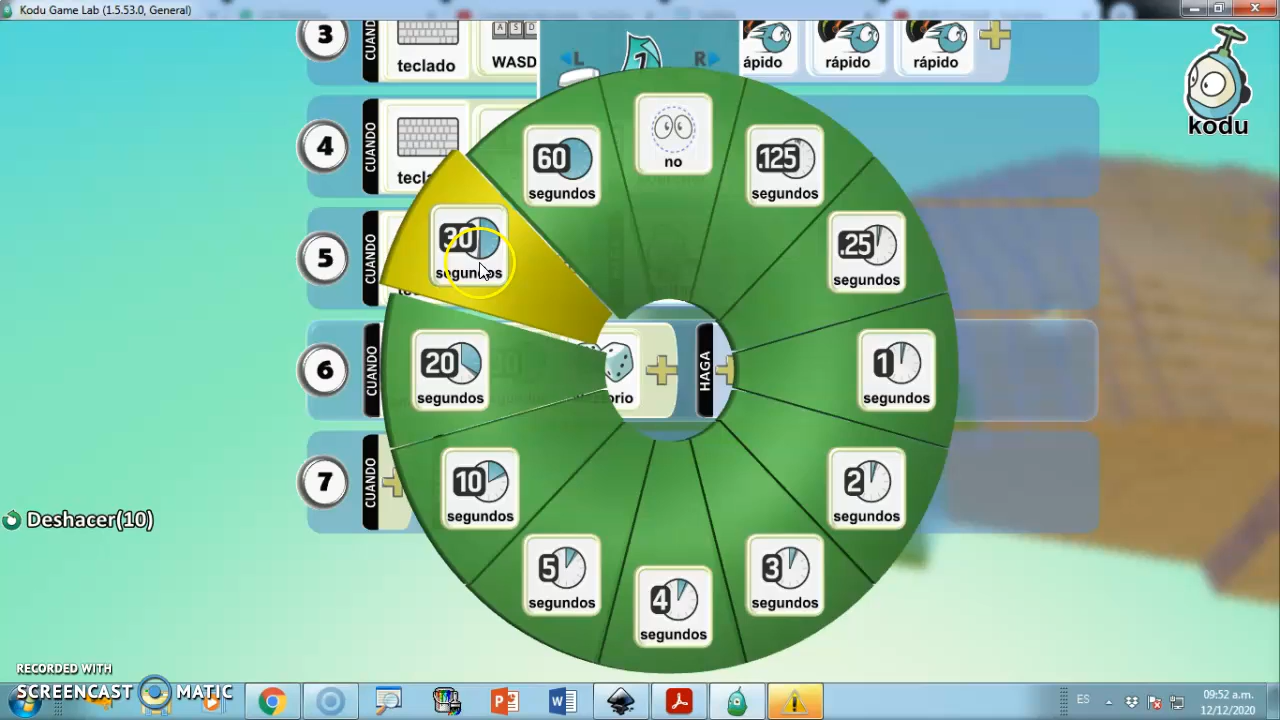 Kodu Game Lab (1.5.53.0, General)
3
CUAND
teclado
WASD
L
R
ápido
rápido
rápido
kodu
4
CUANDO
tecla
5
CUANDO
6
CUANDO
orio
HAGA
7
CUANDO
no
.125
segundos
.25
segundos
1
segundos
2
segundos
3
segundos
4
segundos
5
segundos
10
segundos
20
segundos
30
segundos
60
segundos
Deshacer(10)
RECORDED WITH
SCREENCAST MATIC
ES
09:52 a.m.
12/12/2020